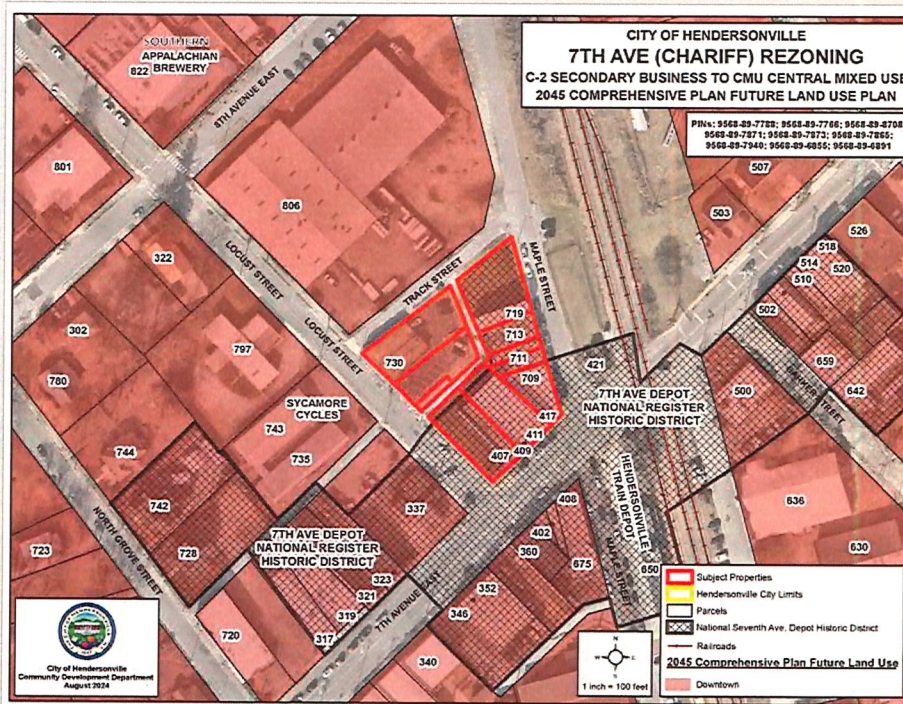 CITY OF HENDERSONVILLE
7TH AVE (CHARIFF) REZONING
C-2 SECONDARY BUSINESS TO CMU CENTRAL MIXED USE
2045 COMPREHENSIVE PLAN FUTURE LAND USE PLAN
PINs: 9568-89-7788; 9568-89-7766; 9568-89-8708
9568-89-7871; 9568-89-7873; 9568-89-7865;
9568-89-7940; 9568-89-6855; 9568-89-6891
SOUTHERN
APPALACHIAN
822 BREWERY
8TH AVENUE EAST
801
806
507
503
526
518
514
520
510
502
322
LOCUST STREET
TRACK STREET
MAPLE STREET
302
797
780
LOCUST STREET
730
719
713
711
709
421
659
642
500
7TH AVE DEPOT
NATIONAL REGISTER
HISTORIC DISTRICT
SYCAMORE
CYCLES
743
735
744
417
411
409
407
742
728
723
NORTH GROVE STREET
337
7TH AVE DEPOT
NATIONAL REGISTER
HISTORIC DISTRICT
323
321
319
317
7TH AVENUE EAST
408
402
360
352
346
675
HENDERSONVILLE
TRAIN DEPOT
MAPLE STREET
650
636
630
720
340
City of Hendersonville
Community Development Department
August 2024
N
W
E
S
1 inch = 100 feet
Subject Properties
Hendersonville City Limits
Parcels
National Seventh Ave. Depot Historic District
Railroads
2045 Comprehensive Plan Future Land Use
Downtown